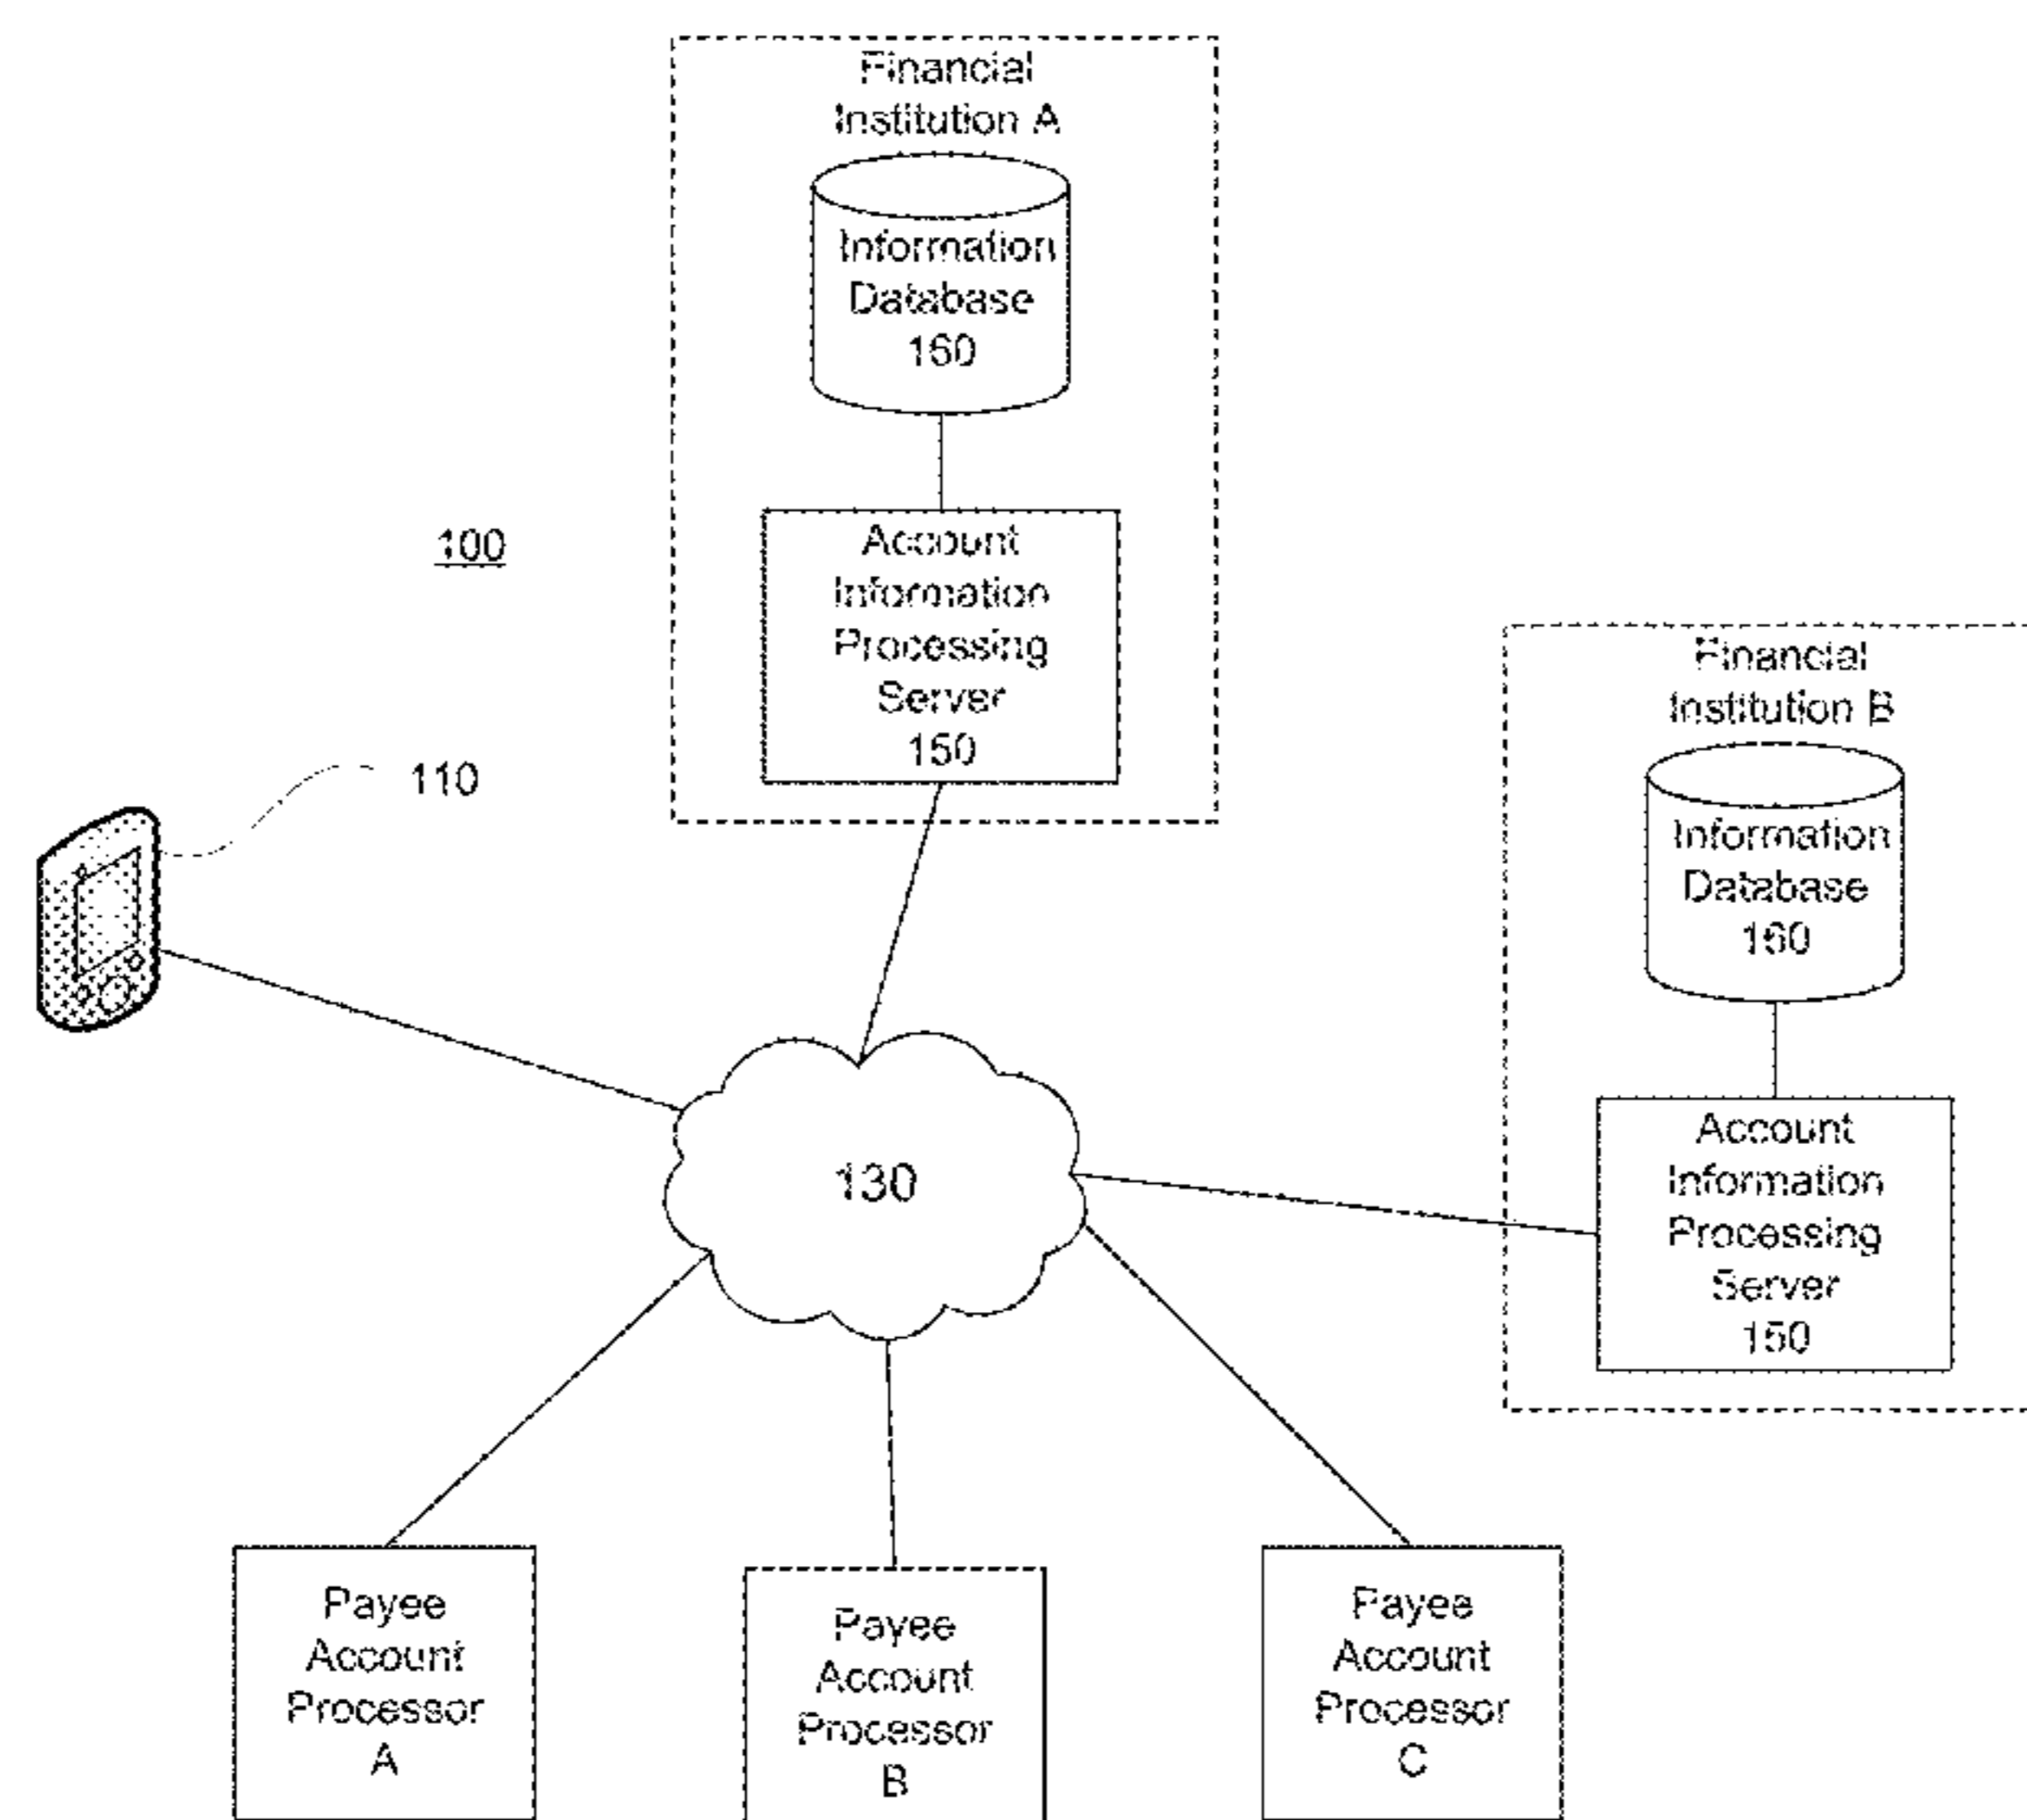 Financial
Institution A
Information
Database
160
Account
Information
Processing
Server
150
100
110
Financial
Institution B
Information
Database
160
Account
Information
Processing
Server
150
130
Payee
Account
Processor
A
Payee
Account
Processor
B
Payee
Account
Processor
C